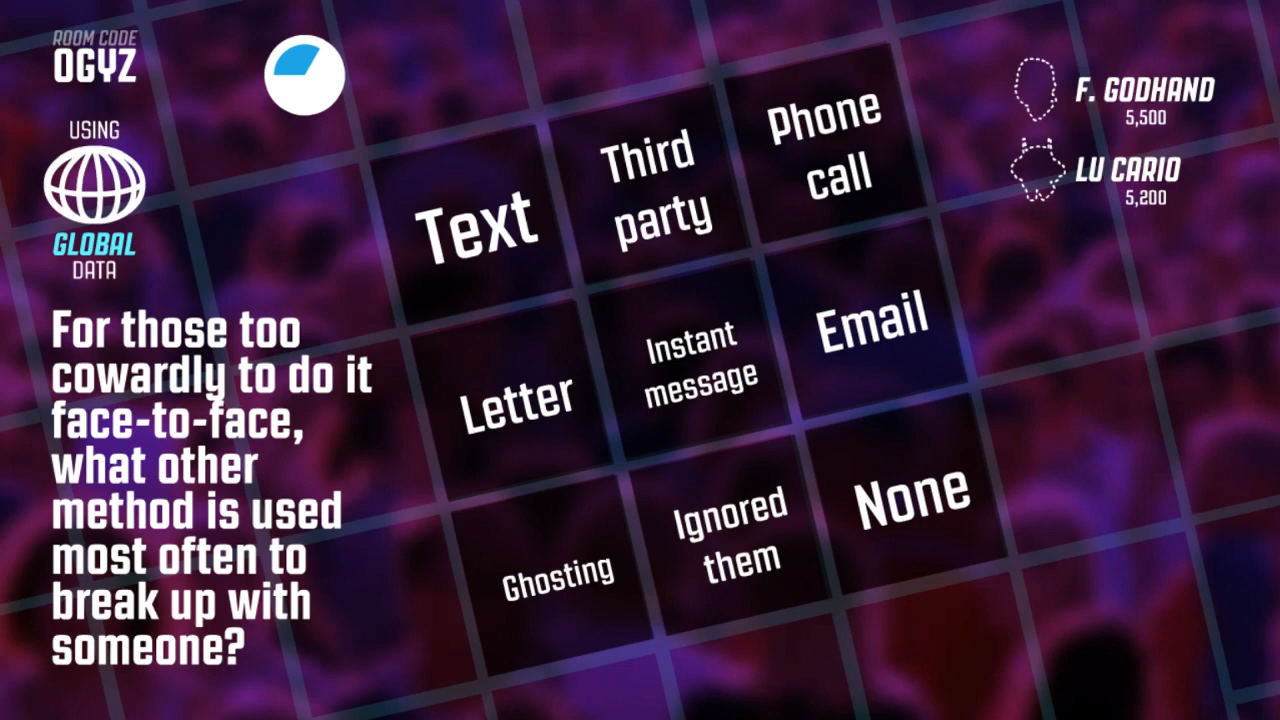 ROOM CODE
OGYZ
USING
GLOBAL
DATA
For those too
cowardly to do it
face-to-face,
what other
method is used
most often to
break up with
someone?
Text
Third
party
Phone
call
Letter
Instant
message
Email
Ghosting
Ignored
them
None
F. GODHAND
5,500
LU CARIO
5,200